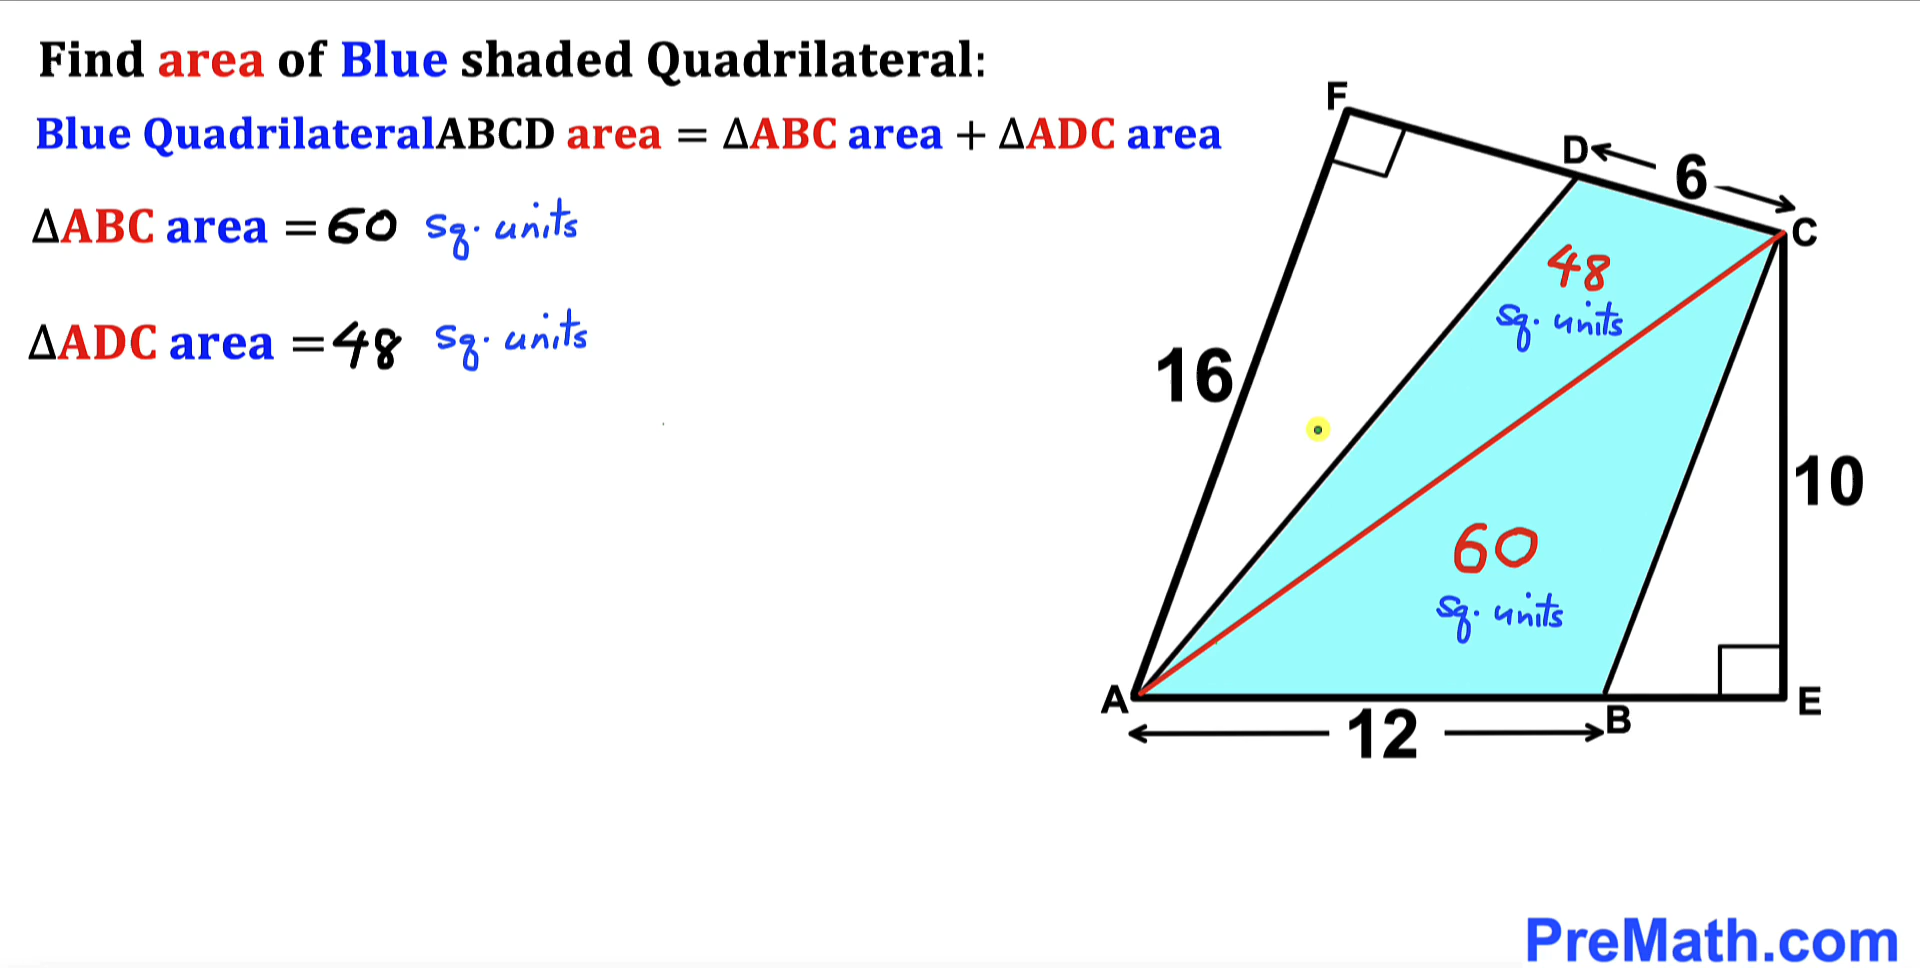 Find area of Blue shaded Quadrilateral:
Blue QuadrilateralABCD area = ΔABC area + ΔADC area
ΔABC area = 60 sq. units
ΔADC area = 48 sq. units
F
D
6
C
48
sq. units
16
10
60
sq. units
A
E
12
B
PreMath.com